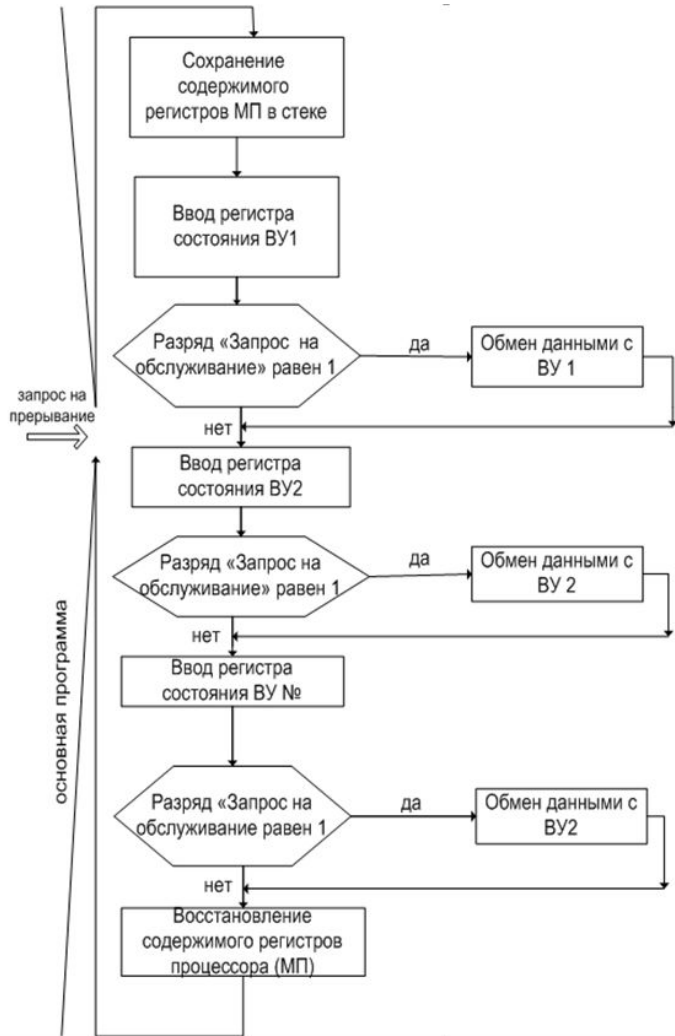 Сохранение
содержимого
регистров МП в стеке
Ввод регистра
состояния ВУ1
Разряд «Запрос на
обслуживание» равен 1
да
Обмен данными с
ВУ 1
запрос на
прерывание
нет
Ввод регистра
состояния ВУ2
Разряд «Запрос на
обслуживание» равен 1
да
Обмен данными с
ВУ 2
нет
основная программа
Ввод регистра
состояния ВУ №
Разряд «Запрос на
обслуживание равен 1
да
Обмен данными с
ВУ2
нет
Восстановление
содержимого регистров
процессора (МП)